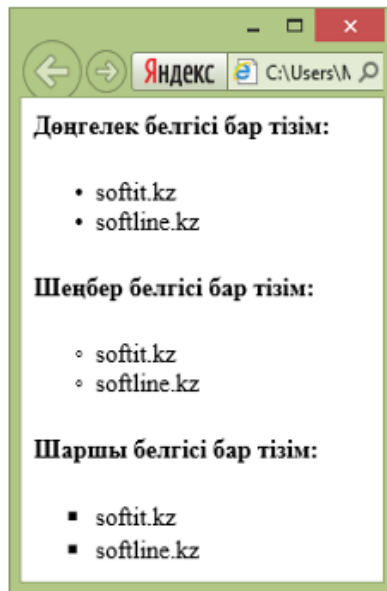 Яндекс C:\Users\
Дөңгелек белгісі бар тізім:
• softit.kz
• softline.kz
Шеңбер белгісі бар тізім:
◦ softit.kz
◦ softline.kz
Шаршы белгісі бар тізім:
▪ softit.kz
▪ softline.kz